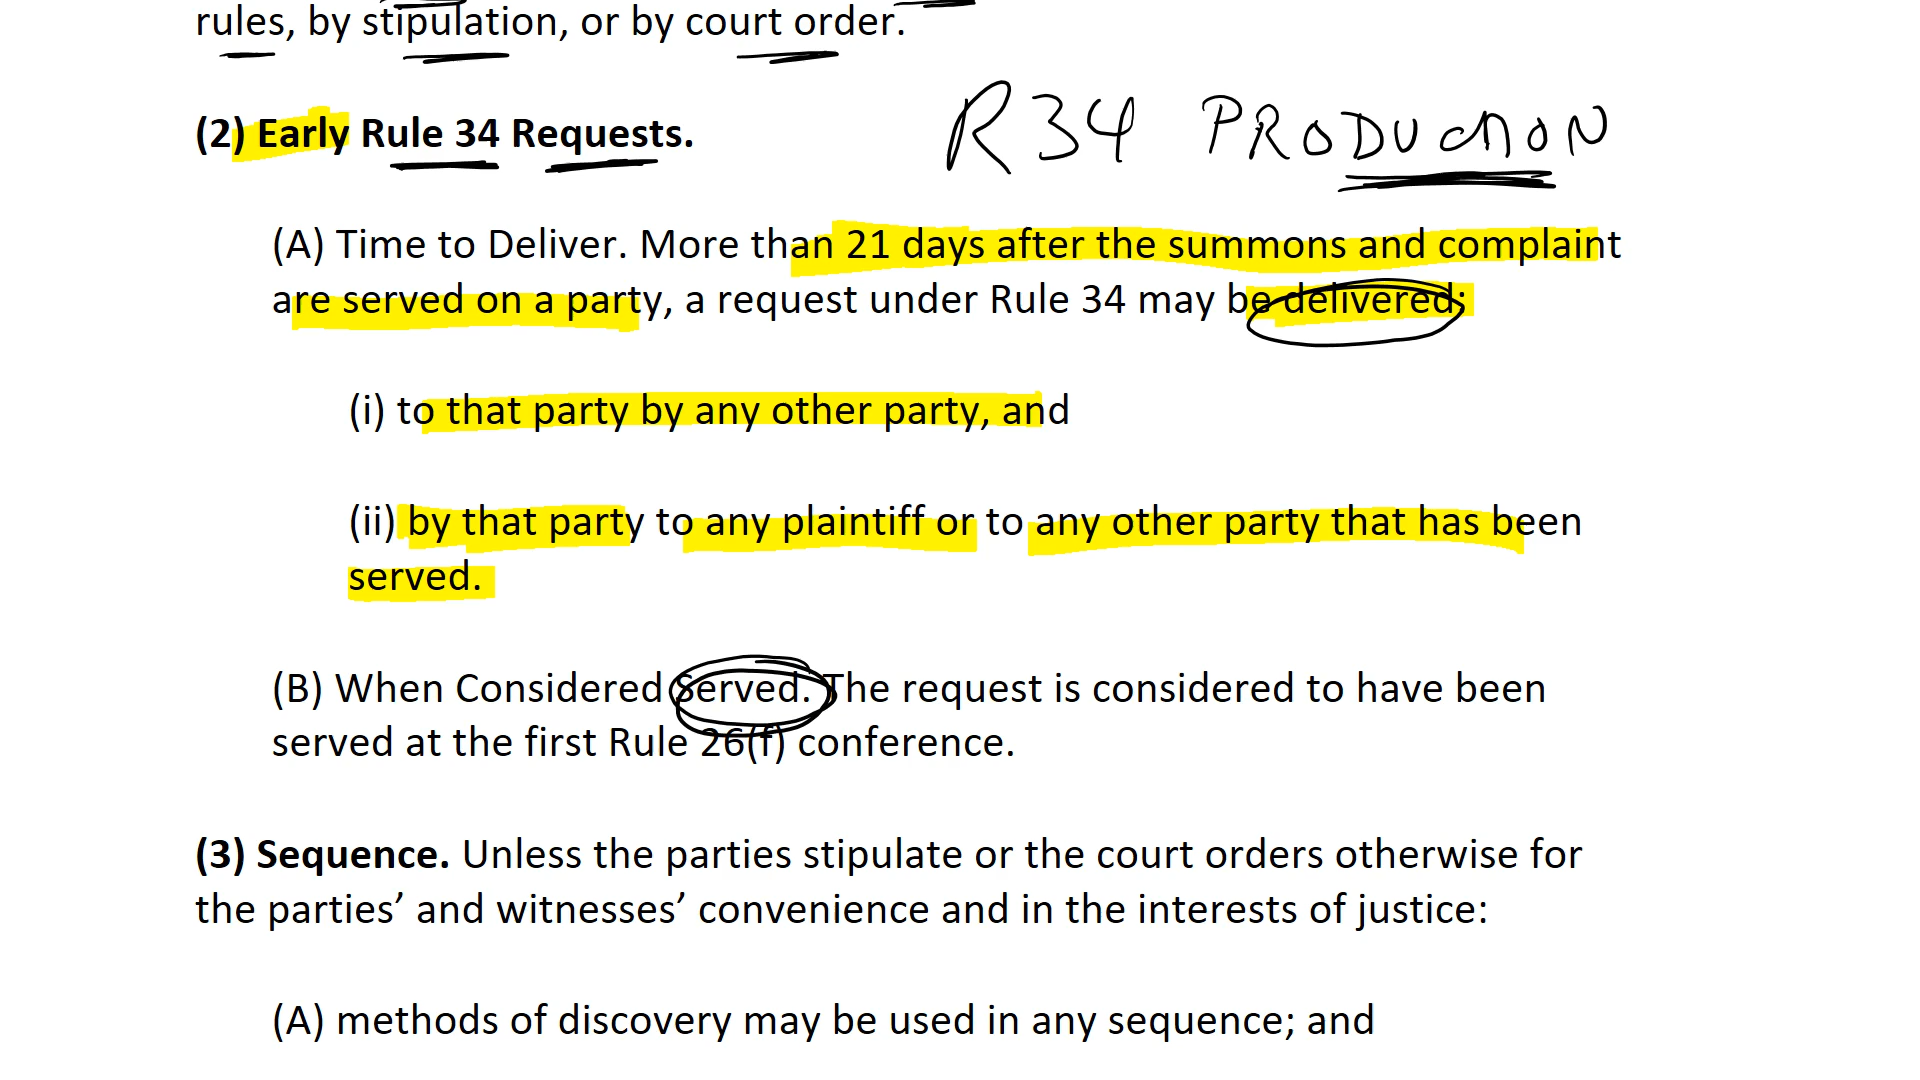 rules, by stipulation, or by court order.
(2) Early Rule 34 Requests.
R34 PRODUCTION
(A) Time to Deliver. More than 21 days after the summons and complaint
are served on a party, a request under Rule 34 may be delivered:
(i) to that party by any other party, and
(ii) by that party to any plaintiff or to any other party that has been
served.
(B) When Considered Served. The request is considered to have been
served at the first Rule 26(f) conference.
(3) Sequence. Unless the parties stipulate or the court orders otherwise for
the parties’ and witnesses’ convenience and in the interests of justice:
(A) methods of discovery may be used in any sequence; and